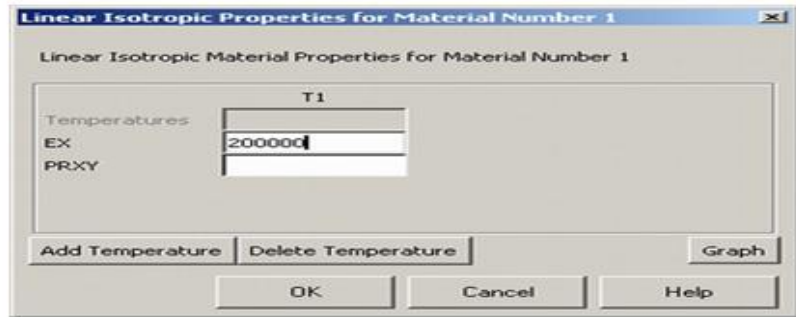 Linear Isotropic Properties for Material Number 1
Linear Isotropic Material Properties for Material Number 1
T1
Temperatures
EX 200000
PRXY
Add Temperature Delete Temperature Graph
OK Cancel Help